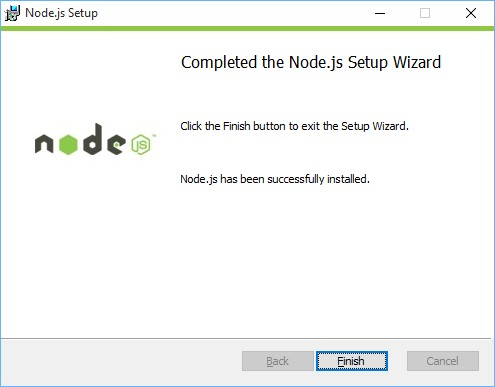 Node.js Setup
Completed the Node.js Setup Wizard
node JS™
Click the Finish button to exit the Setup Wizard.
Node.js has been successfully installed.
Back Finish Cancel